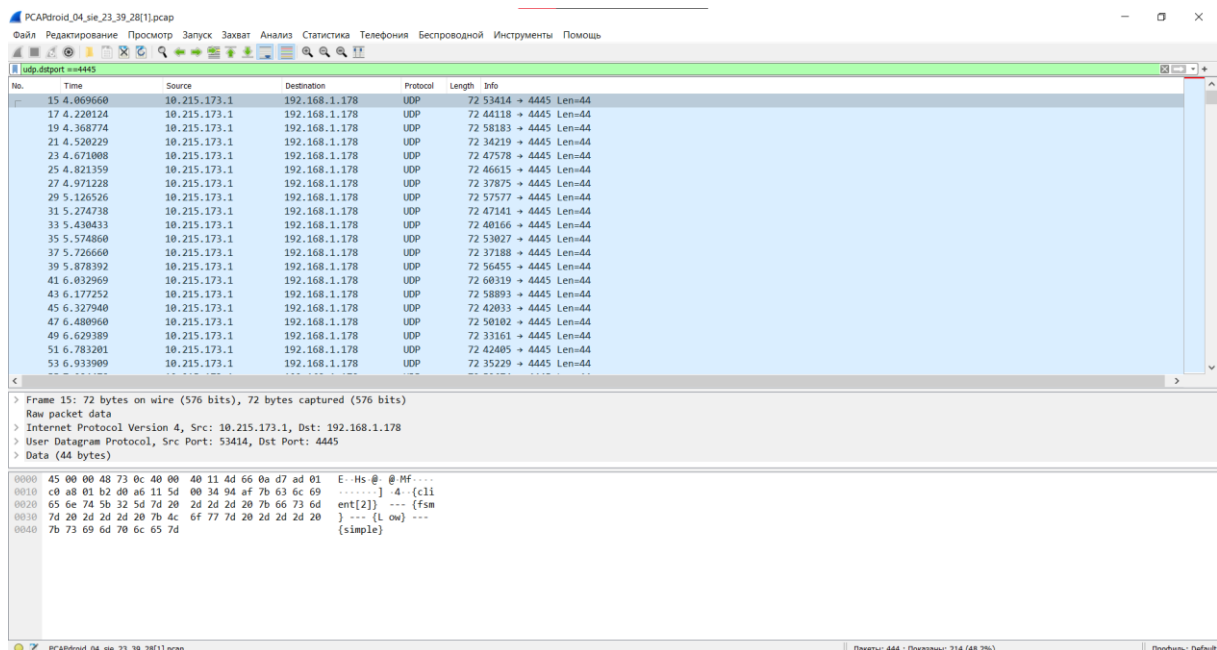 PCAPdroid_04_sie_23_39_28[1].pcap
Файл Редактирование Просмотр Запуск Захват Анализ Статистика Телефония Беспроводной Инструменты Помощь
udp.dstport ==4445
No. Time Source Destination Protocol Length Info
15 4.069660 10.215.173.1 192.168.1.178 UDP 72 53414 → 4445 Len=44
17 4.220124 10.215.173.1 192.168.1.178 UDP 72 44118 → 4445 Len=44
19 4.368774 10.215.173.1 192.168.1.178 UDP 72 58183 → 4445 Len=44
21 4.520229 10.215.173.1 192.168.1.178 UDP 72 34219 → 4445 Len=44
23 4.671008 10.215.173.1 192.168.1.178 UDP 72 47578 → 4445 Len=44
25 4.821359 10.215.173.1 192.168.1.178 UDP 72 46615 → 4445 Len=44
27 4.971228 10.215.173.1 192.168.1.178 UDP 72 37875 → 4445 Len=44
29 5.126526 10.215.173.1 192.168.1.178 UDP 72 57577 → 4445 Len=44
31 5.274738 10.215.173.1 192.168.1.178 UDP 72 47141 → 4445 Len=44
33 5.430433 10.215.173.1 192.168.1.178 UDP 72 40166 → 4445 Len=44
35 5.574860 10.215.173.1 192.168.1.178 UDP 72 53027 → 4445 Len=44
37 5.726660 10.215.173.1 192.168.1.178 UDP 72 37188 → 4445 Len=44
39 5.878392 10.215.173.1 192.168.1.178 UDP 72 56455 → 4445 Len=44
41 6.032969 10.215.173.1 192.168.1.178 UDP 72 60319 → 4445 Len=44
43 6.177252 10.215.173.1 192.168.1.178 UDP 72 58893 → 4445 Len=44
45 6.327940 10.215.173.1 192.168.1.178 UDP 72 42033 → 4445 Len=44
47 6.480960 10.215.173.1 192.168.1.178 UDP 72 50102 → 4445 Len=44
49 6.629389 10.215.173.1 192.168.1.178 UDP 72 33161 → 4445 Len=44
51 6.783201 10.215.173.1 192.168.1.178 UDP 72 42405 → 4445 Len=44
53 6.933909 10.215.173.1 192.168.1.178 UDP 72 35229 → 4445 Len=44
> Frame 15: 72 bytes on wire (576 bits), 72 bytes captured (576 bits)
Raw packet data
> Internet Protocol Version 4, Src: 10.215.173.1, Dst: 192.168.1.178
> User Datagram Protocol, Src Port: 53414, Dst Port: 4445
> Data (44 bytes)
0000 45 00 00 48 73 0c 40 00 40 11 4d 66 0a d7 ad 01 E··Hs·@· @·Mf····
0010 c0 a8 01 b2 d0 a6 11 5d 00 34 94 af 7b 63 6c 69 ·······] ·4··{cli
0020 65 6e 74 5b 32 5d 7d 20 2d 2d 2d 20 7b 66 73 6d ent[2]} --- {fsm
0030 7d 20 2d 2d 2d 20 7b 4c 6f 77 7d 20 2d 2d 2d 20 } --- {L ow} ---
0040 7b 73 69 6d 70 6c 65 7d {simple}
PCAPdroid_04_sie_23_39_28[1].pcap Пакеты: 444 · Показаны: 214 (48.2%) Профиль: Default